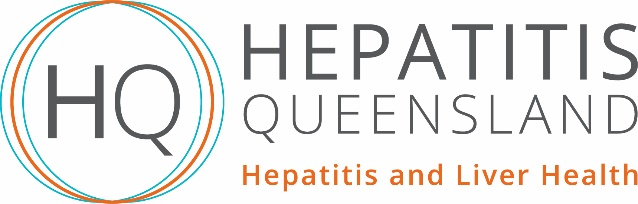 HQ
HEPATITIS
QUEENSLAND
Hepatitis and Liver Health